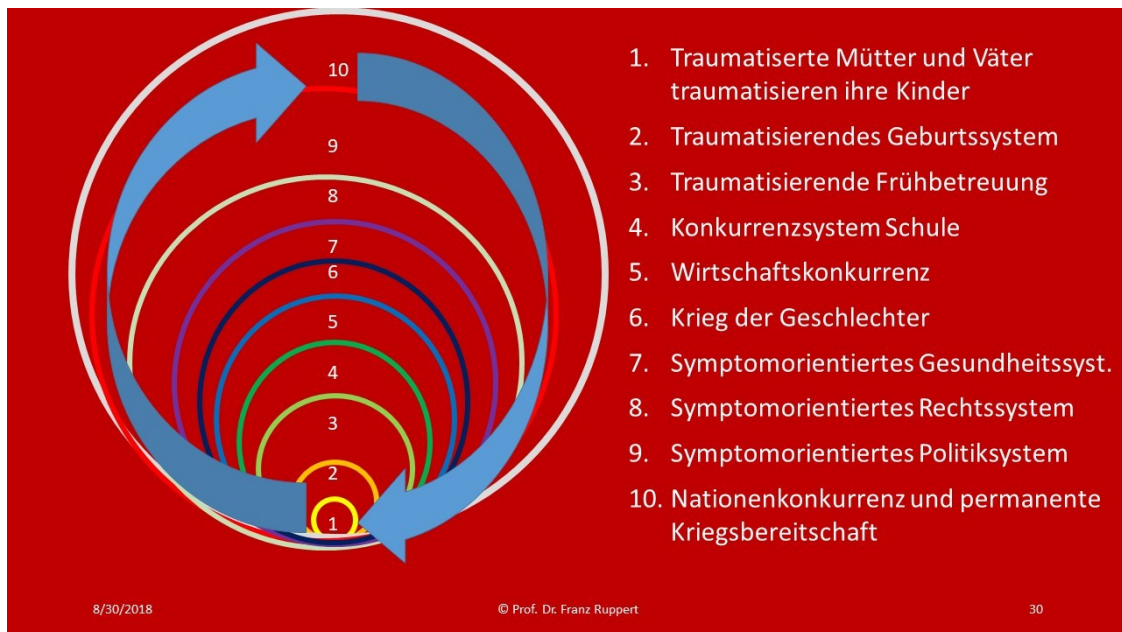 10
9
8
7
6
5
4
3
2
1
1. Traumatiserte Mütter und Väter
traumatisieren ihre Kinder
2. Traumatisierendes Geburtssystem
3. Traumatisierende Frühbetreuung
4. Konkurrenzsystem Schule
5. Wirtschaftskonkurrenz
6. Krieg der Geschlechter
7. Symptomorientiertes Gesundheitssyst.
8. Symptomorientiertes Rechtssystem
9. Symptomorientiertes Politiksystem
10. Nationenkonkurrenz und permanente
Kriegsbereitschaft
8/30/2018
© Prof. Dr. Franz Ruppert
30